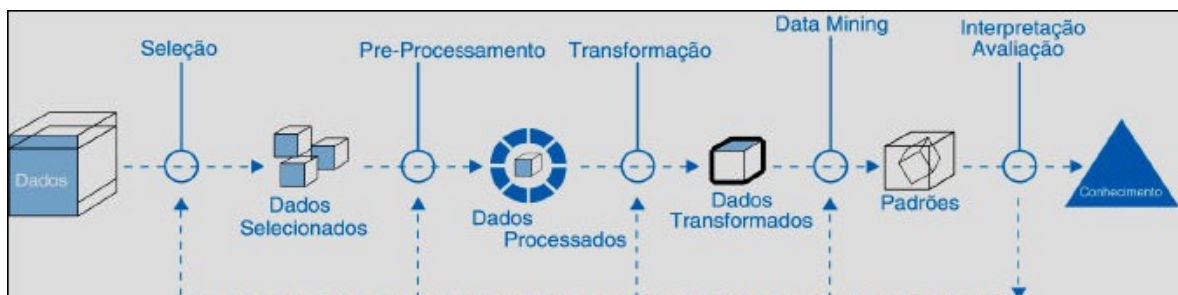 Seleção
Pre-Processamento
Transformação
Data Mining
Interpretação
Avaliação
Dados
Dados
Selecionados
Dados
Processados
Dados
Transformados
Padrões
Conhecimento